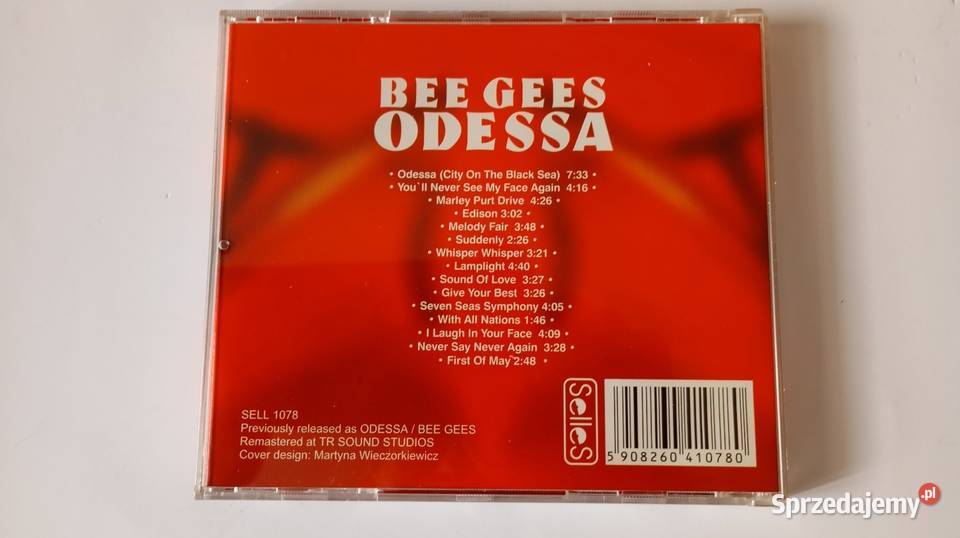 BEE GEES
ODESSA
• Odessa (City On The Black Sea) 7:33 •
• You`ll Never See My Face Again 4:16 •
• Marley Purt Drive 4:26 •
• Edison 3:02 •
• Melody Fair 3:48 •
• Suddenly 2:26 •
• Whisper Whisper 3:21 •
• Lamplight 4:40 •
• Sound Of Love 3:27 •
• Give Your Best 3:26 •
• Seven Seas Symphony 4:05 •
• With All Nations 1:46 •
• I Laugh In Your Face 4:09 •
• Never Say Never Again 3:28 •
• First Of May 2:48 •
SELL 1078
Previously released as ODESSA / BEE GEES
Remastered at TR SOUND STUDIOS
Cover design: Martyna Wieczorkiewicz
Selles
5 908260 410780
Sprzedajemy.pl